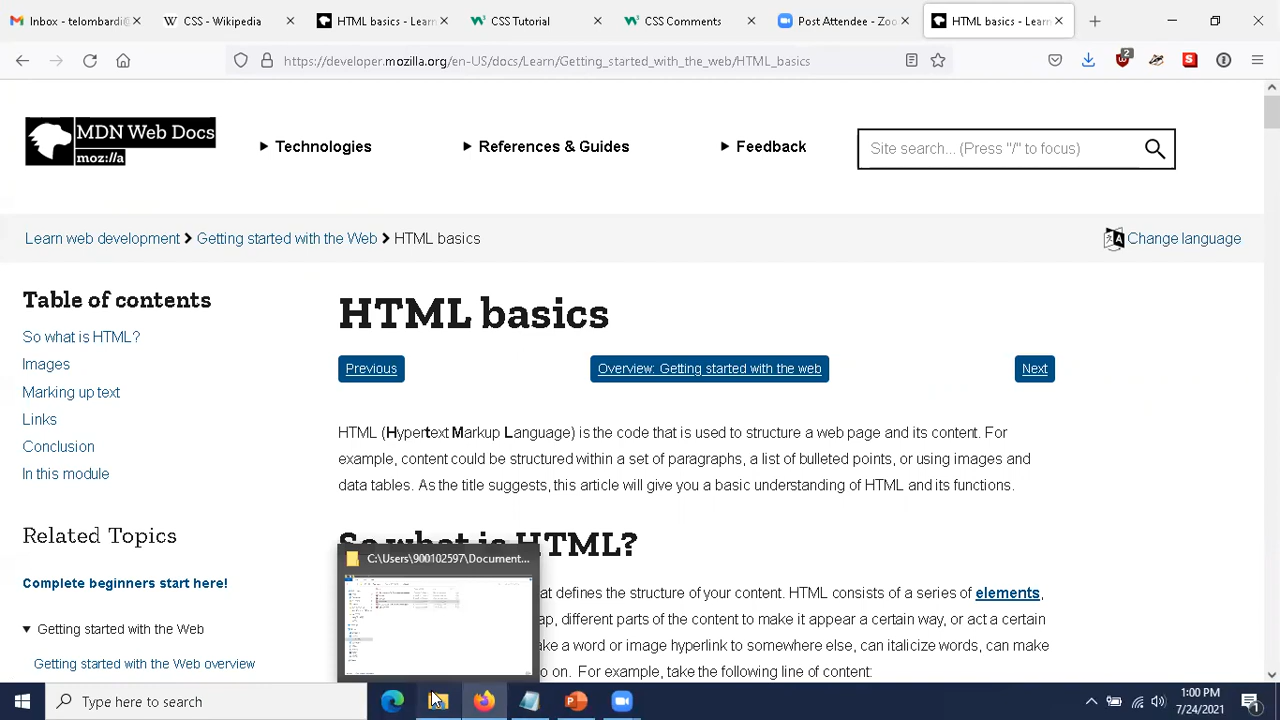 Inbox - tulombardi@
CSS - Wikipedia
HTML basics - Learn
CSS Tutorial
CSS Comments
Post Attendee - Zoo
HTML basics - Learn
https://developer.mozilla.org/en-US/docs/Learn/Getting_started_with_the_web/HTML_basics
2
MDN Web Docs
moz://a
Technologies
References & Guides
Feedback
Site search... (Press "/" to focus)
Learn web development
Getting started with the Web
HTML basics
Change language
Table of contents
So what is HTML?
Images
Marking up text
Links
Conclusion
In this module
Related Topics
Complete beginners start here!
Getting started with the Web
Getting started with the Web overview
HTML basics
Previous
Overview: Getting started with the web
Next
HTML (Hypertext Markup Language) is the code that is used to structure a web page and its content. For
example, content could be structured within a set of paragraphs, a list of bulleted points, or using images and
data tables. As the title suggests, this article will give you a basic understanding of HTML and its functions.
So what is HTML?
C:\Users\900102597\Document...
at defines the structure of your content. HTML consists of a series of elements,
ap, different parts of the content to make it appear a certain way, or act a certain
ake a word or image hyperlink to somewhere else, can italicize words, can make
o on. For example, take the following line of content:
Type here to search
1:00 PM
7/24/2021
1